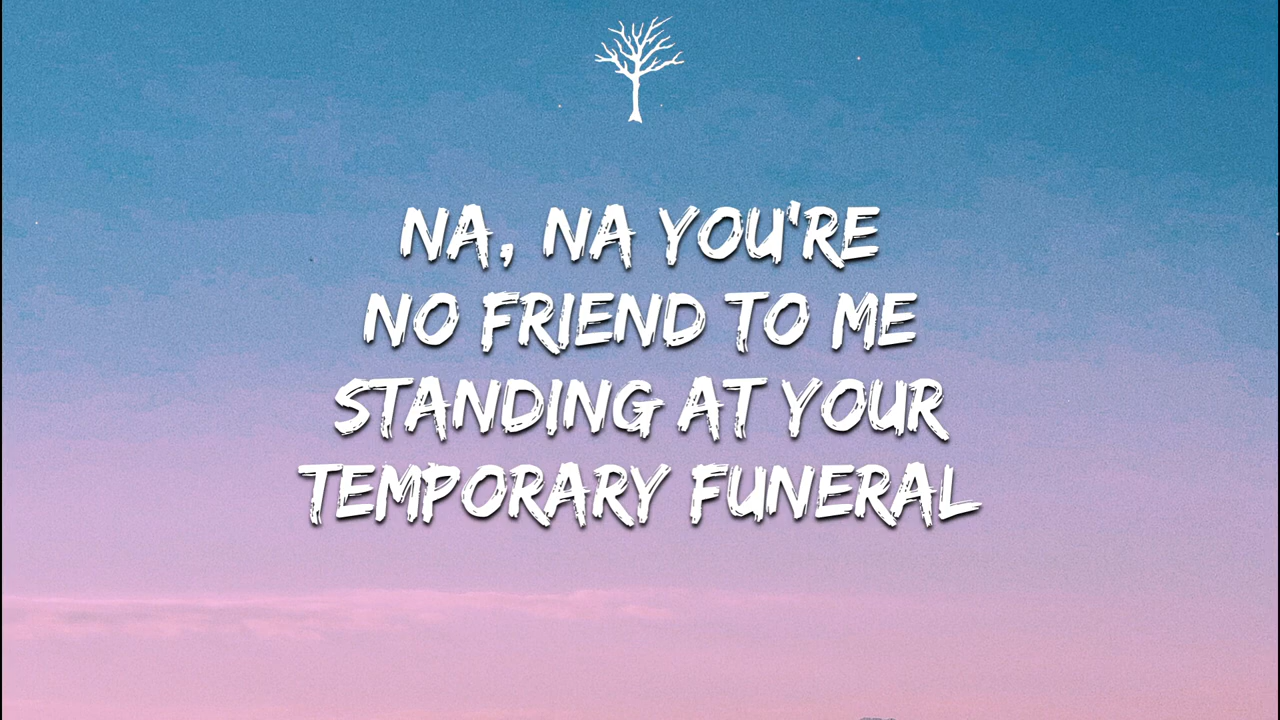 NA, NA YOU'RE
NO FRIEND TO ME
STANDING AT YOUR
TEMPORARY FUNERAL